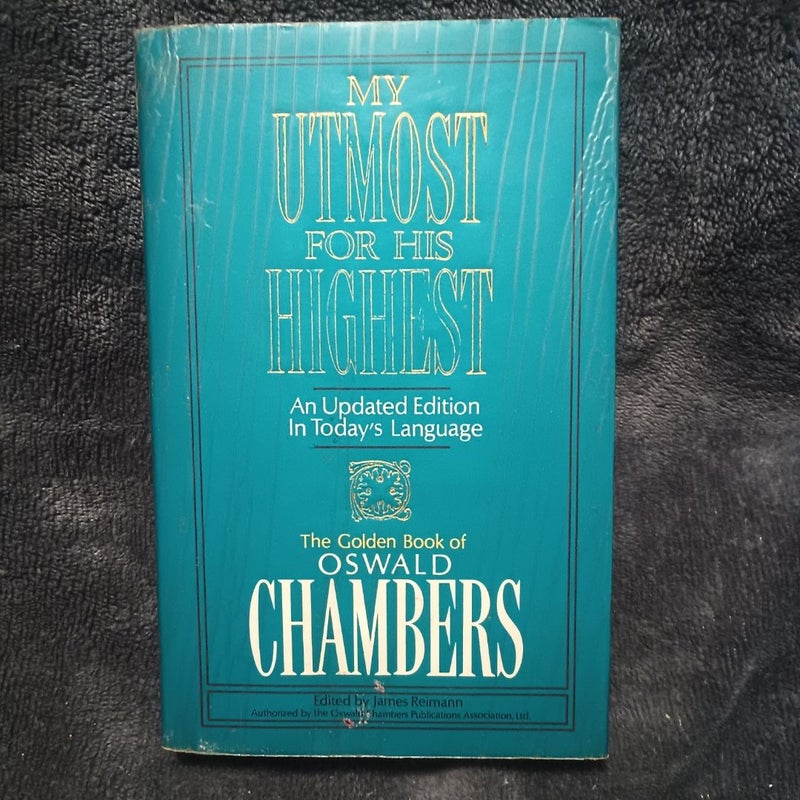 MY
UTMOST
FOR HIS
HIGHEST
An Updated Edition
In Today's Language
The Golden Book of
OSWALD
CHAMBERS
Edited by James Reimann
Authorized by the Oswald Chambers Publications Association, Ltd.